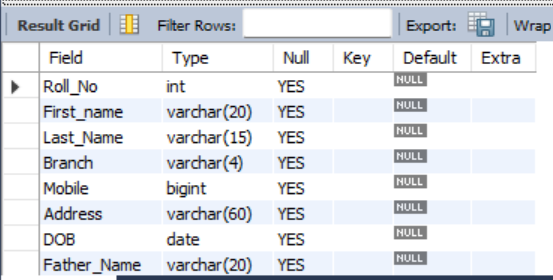 Result Grid Filter Rows: Export: Wrap
Field Type Null Key Default Extra
Roll_No int YES NULL
First_name varchar(20) YES NULL
Last_Name varchar(15) YES NULL
Branch varchar(4) YES NULL
Mobile bigint YES NULL
Address varchar(60) YES NULL
DOB date YES NULL
Father_Name varchar(20) YES NULL